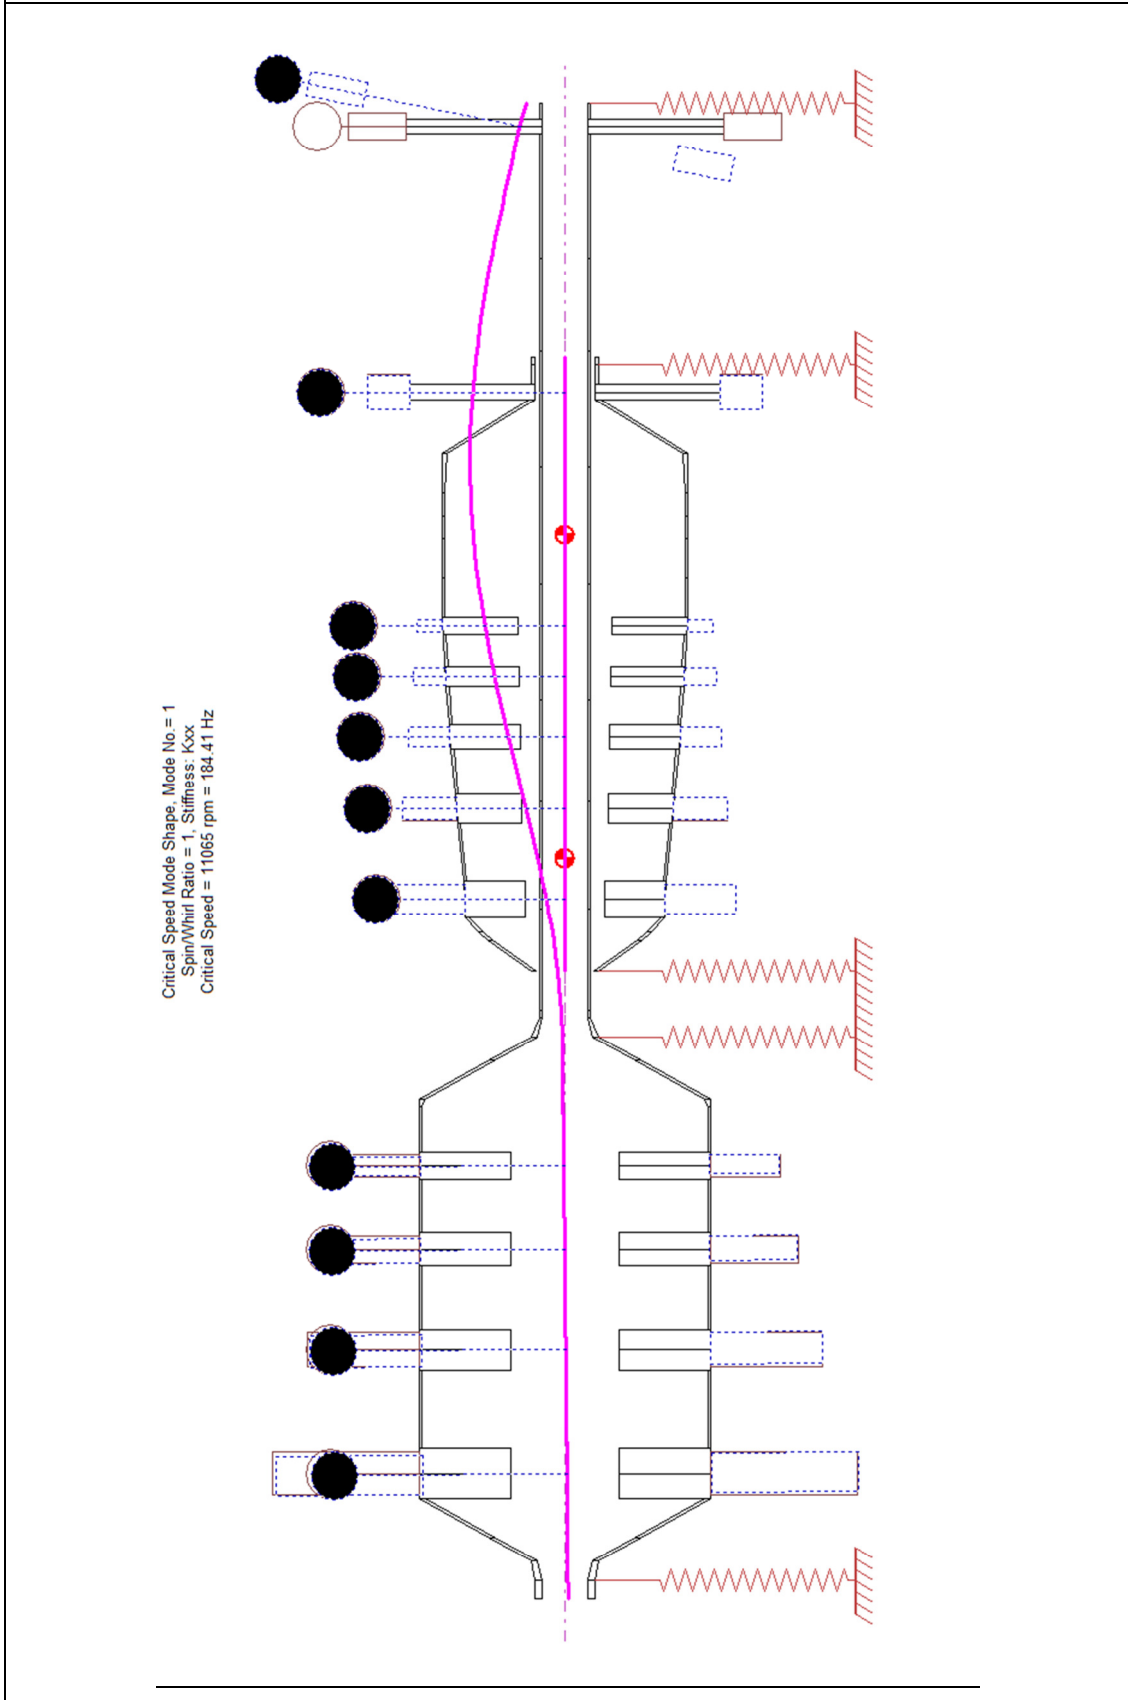 Critical Speed Mode Shape, Mode No.= 1
Spin/Whirl Ratio = 1, Stiffness: Kxx
Critical Speed = 11065 rpm = 184.41 Hz